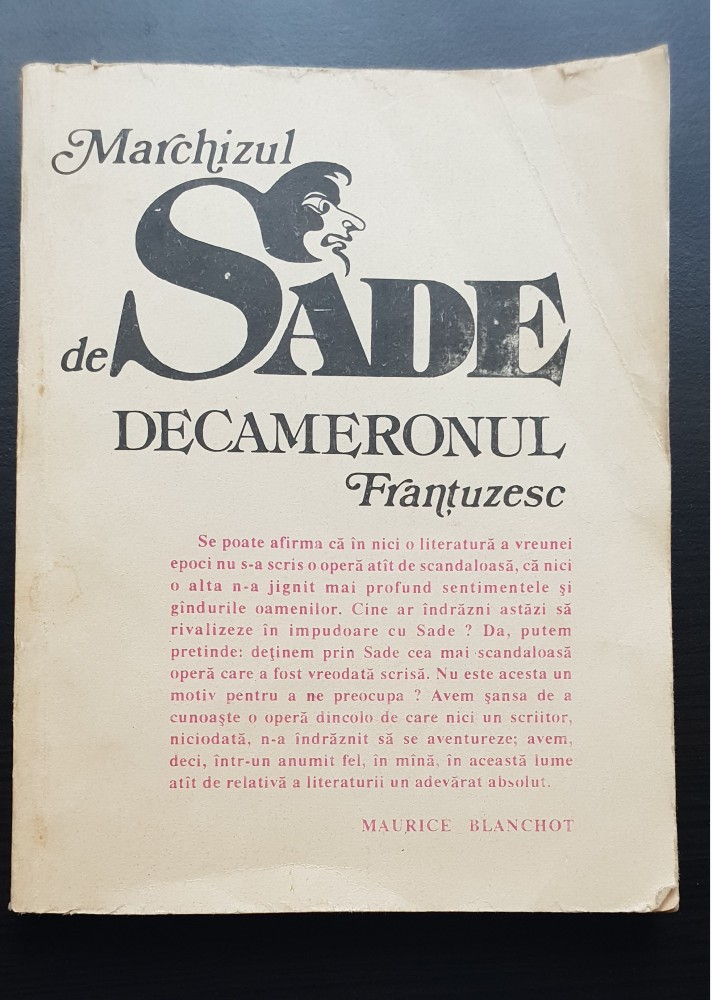 Marchizul
de SADE
DECAMERONUL
Franțuzesc
Se poate afirma că în nici o literatură a vreunei
epoci nu s-a scris o operă atît de scandaloasă, că nici
o alta n-a jignit mai profund sentimentele și
gîndurile oamenilor. Cine ar îndrăzni astăzi să
rivalizeze în impudoare cu Sade ? Da, putem
pretinde: deținem prin Sade cea mai scandaloasă
operă care a fost vreodată scrisă. Nu este acesta un
motiv pentru a ne preocupa ? Avem șansa de a
cunoaște o operă dincolo de care nici un scriitor,
niciodată, n-a îndrăznit să se aventureze; avem,
deci, într-un anumit fel, în mînă, în această lume
atît de relativă a literaturii un adevărat absolut.
MAURICE BLANCHOT